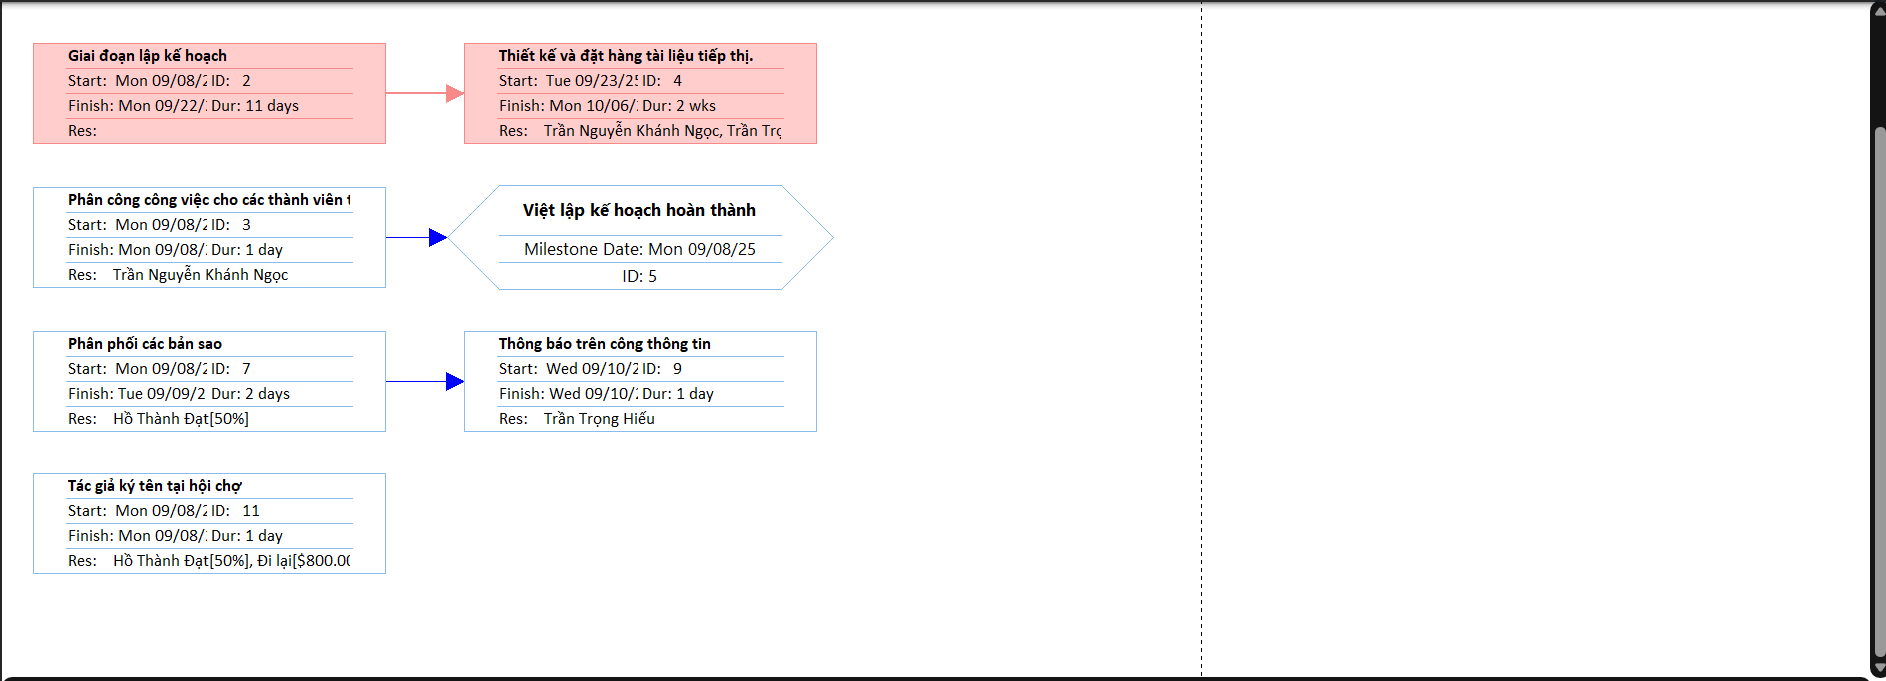 Giai đoạn lập kế hoạch
Start: Mon 09/08/2 ID: 2
Finish: Mon 09/22/ Dur: 11 days
Res:
Thiết kế và đặt hàng tài liệu tiếp thị.
Start: Tue 09/23/25 ID: 4
Finish: Mon 10/06/ Dur: 2 wks
Res: Trần Nguyễn Khánh Ngọc, Trần Trọ
Phân công công việc cho các thành viên t
Start: Mon 09/08/2 ID: 3
Finish: Mon 09/08/ Dur: 1 day
Res: Trần Nguyễn Khánh Ngọc
Việt lập kế hoạch hoàn thành
Milestone Date: Mon 09/08/25
ID: 5
Phân phối các bản sao
Start: Mon 09/08/2 ID: 7
Finish: Tue 09/09/2 Dur: 2 days
Res: Hồ Thành Đạt[50%]
Thông báo trên công thông tin
Start: Wed 09/10/2 ID: 9
Finish: Wed 09/10/ Dur: 1 day
Res: Trần Trọng Hiếu
Tác giả ký tên tại hội chợ
Start: Mon 09/08/2 ID: 11
Finish: Mon 09/08/ Dur: 1 day
Res: Hồ Thành Đạt[50%], Đi lại[$800.00